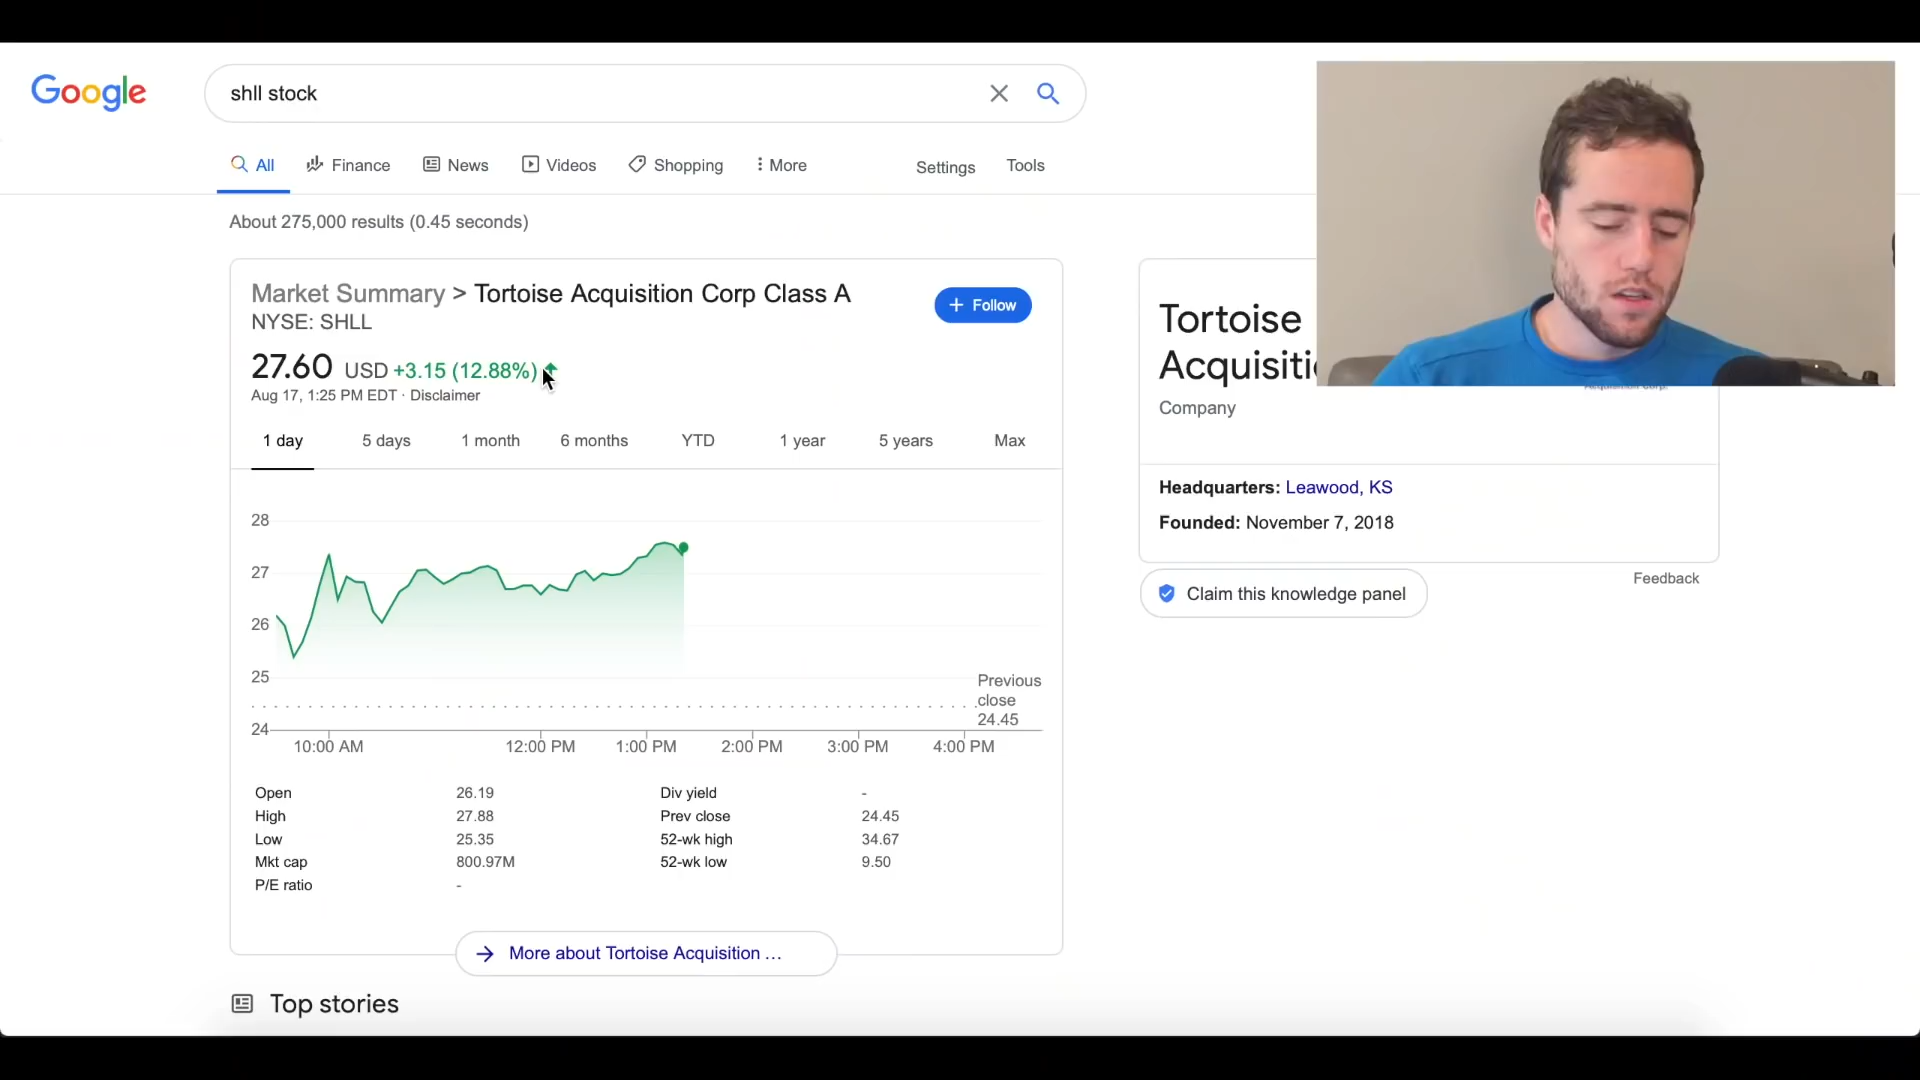 Google
shll stock
All
Finance
News
Videos
Shopping
More
Settings
Tools
About 275,000 results (0.45 seconds)
Market Summary > Tortoise Acquisition Corp Class A
NYSE: SHLL
+ Follow
27.60 USD +3.15 (12.88%)
Aug 17, 1:25 PM EDT · Disclaimer
1 day
5 days
1 month
6 months
YTD
1 year
5 years
Max
28
27
26
25
24
Previous
close
24.45
10:00 AM
12:00 PM
1:00 PM
2:00 PM
3:00 PM
4:00 PM
Open 26.19 Div yield -
High 27.88 Prev close 24.45
Low 25.35 52-wk high 34.67
Mkt cap 800.97M 52-wk low 9.50
P/E ratio -
More about Tortoise Acquisition …
Top stories
Tortoise
Company
Headquarters: Leawood, KS
Founded: November 7, 2018
Claim this knowledge panel
Feedback